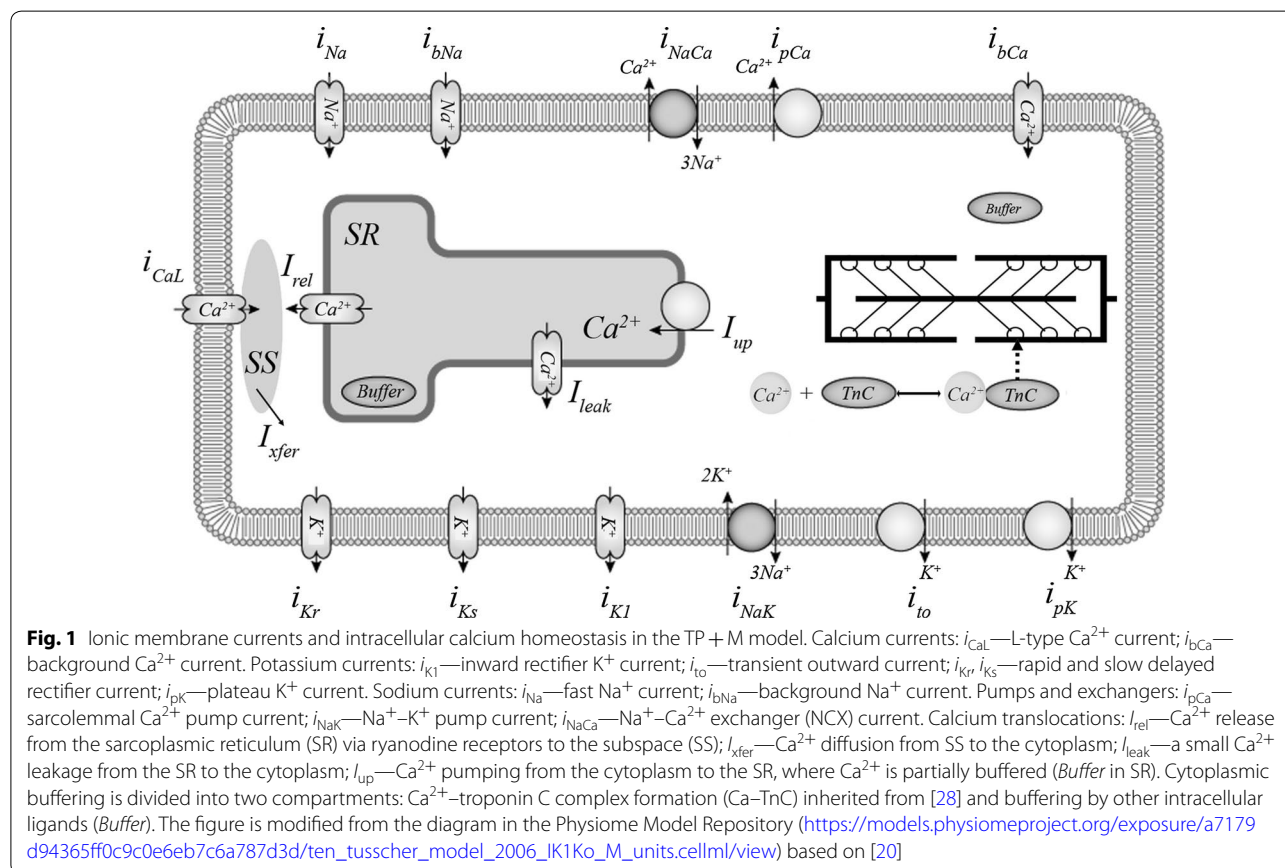 i_Na i_bNa i_NaCa i_pCa i_bCa
Ca²⁺ Ca²⁺
Na⁺ Na⁺ Ca²⁺
3Na⁺
Buffer
SR
i_CaL I_rel
Ca²⁺ Ca²⁺
Ca²⁺ I_up
SS
Ca²⁺
Buffer I_leak
Ca²⁺ + TnC Ca²⁺ TnC
I_xfer
2K⁺
K⁺ K⁺ K⁺
3Na⁺ K⁺ K⁺
i_Kr i_Ks i_K1 i_NaK i_to i_pK
Fig. 1 Ionic membrane currents and intracellular calcium homeostasis in the TP + M model. Calcium currents: i_CaL—L-type Ca²⁺ current; i_bCa—
background Ca²⁺ current. Potassium currents: i_K1—inward rectifier K⁺ current; i_to—transient outward current; i_Kr, i_Ks—rapid and slow delayed
rectifier current; i_pK—plateau K⁺ current. Sodium currents: i_Na—fast Na⁺ current; i_bNa—background Na⁺ current. Pumps and exchangers: i_pCa—
sarcolemmal Ca²⁺ pump current; i_NaK—Na⁺–K⁺ pump current; i_NaCa—Na⁺–Ca²⁺ exchanger (NCX) current. Calcium translocations: I_rel—Ca²⁺ release
from the sarcoplasmic reticulum (SR) via ryanodine receptors to the subspace (SS); I_xfer—Ca²⁺ diffusion from SS to the cytoplasm; I_leak—a small Ca²⁺
leakage from the SR to the cytoplasm; I_up—Ca²⁺ pumping from the cytoplasm to the SR, where Ca²⁺ is partially buffered (Buffer in SR). Cytoplasmic
buffering is divided into two compartments: Ca²⁺–troponin C complex formation (Ca–TnC) inherited from [28] and buffering by other intracellular
ligands (Buffer). The figure is modified from the diagram in the Physiome Model Repository (https://models.physiomeproject.org/exposure/a7179
d94365ff0c9c0e6eb7c6a787d3d/ten_tusscher_model_2006_IK1Ko_M_units.cellml/view) based on [20]